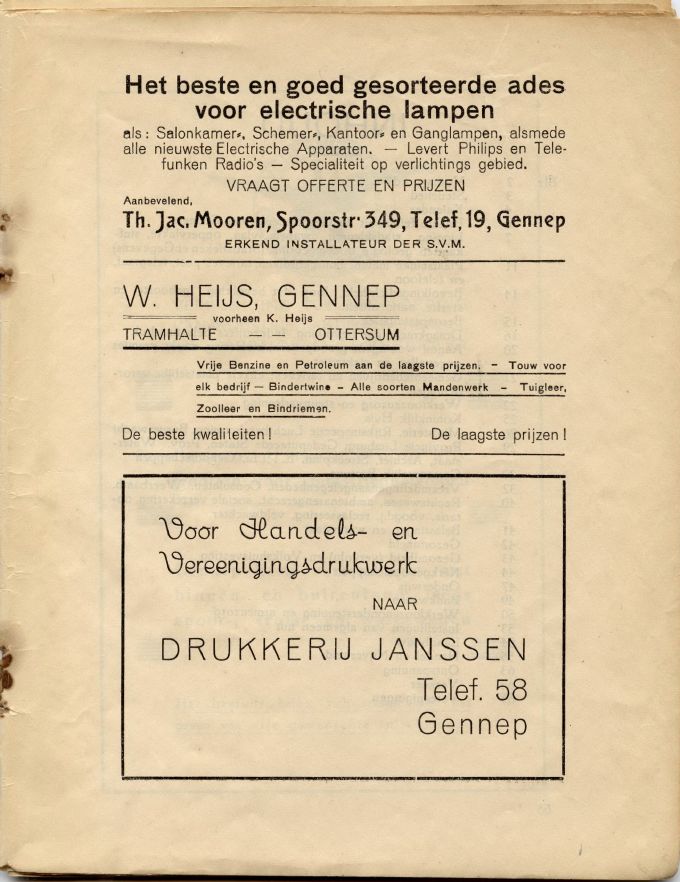 Het beste en goed gesorteerde ades
voor electrische lampen
als: Salonkamer-, Schemer-, Kantoor- en Ganglampen, alsmede
alle nieuwste Electrische Apparaten. — Levert Philips en Tele-
funken Radio's — Specialiteit op verlichtings gebied.
VRAAGT OFFERTE EN PRIJZEN
Aanbevelend,
Th. Jac. Mooren, Spoorstr. 349, Telef, 19, Gennep
ERKEND INSTALLATEUR DER S.V.M.
W. HEIJS, GENNEP
voorheen K. Heijs
TRAMHALTE — — OTTERSUM
Vrije Benzine en Petroleum aan de laagste prijzen. — Touw voor
elk bedrijf — Bindertwine — Alle soorten Mandenwerk — Tuigleer,
Zoolleer en Bindriemen.
De beste kwaliteiten! De laagste prijzen!
Voor Handels- en
Vereenigingsdrukwerk
NAAR
DRUKKERIJ JANSSEN
Telef. 58
Gennep